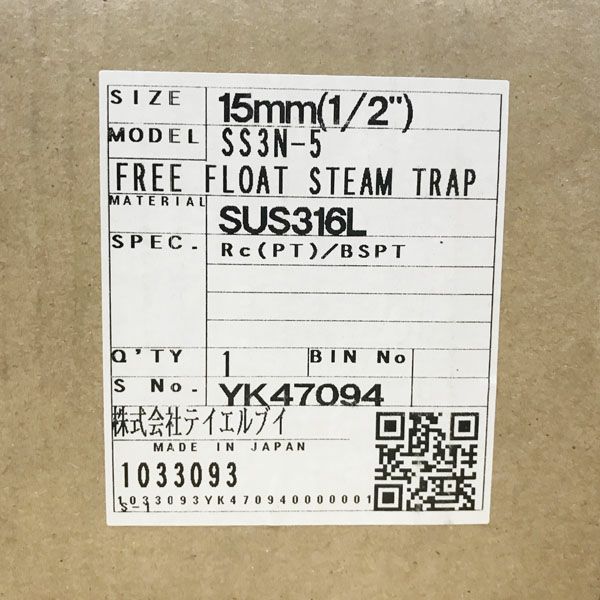 SIZE 15mm(1/2")
MODEL SS3N-5
FREE FLOAT STEAM TRAP
MATERIAL SUS316L
SPEC. Rc(PT)/BSPT
Q'TY 1 BIN No
S No. YK47094
株式会社テイエルブイ
MADE IN JAPAN
1033093
1033093YK470940000001
S-1